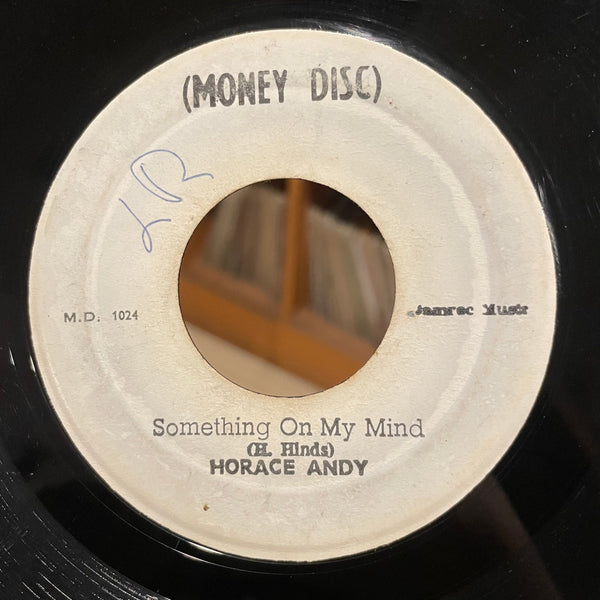 (MONEY DISC)
LR
M.D. 1024
Jamrec Music
Something On My Mind
(H. Hinds)
HORACE ANDY